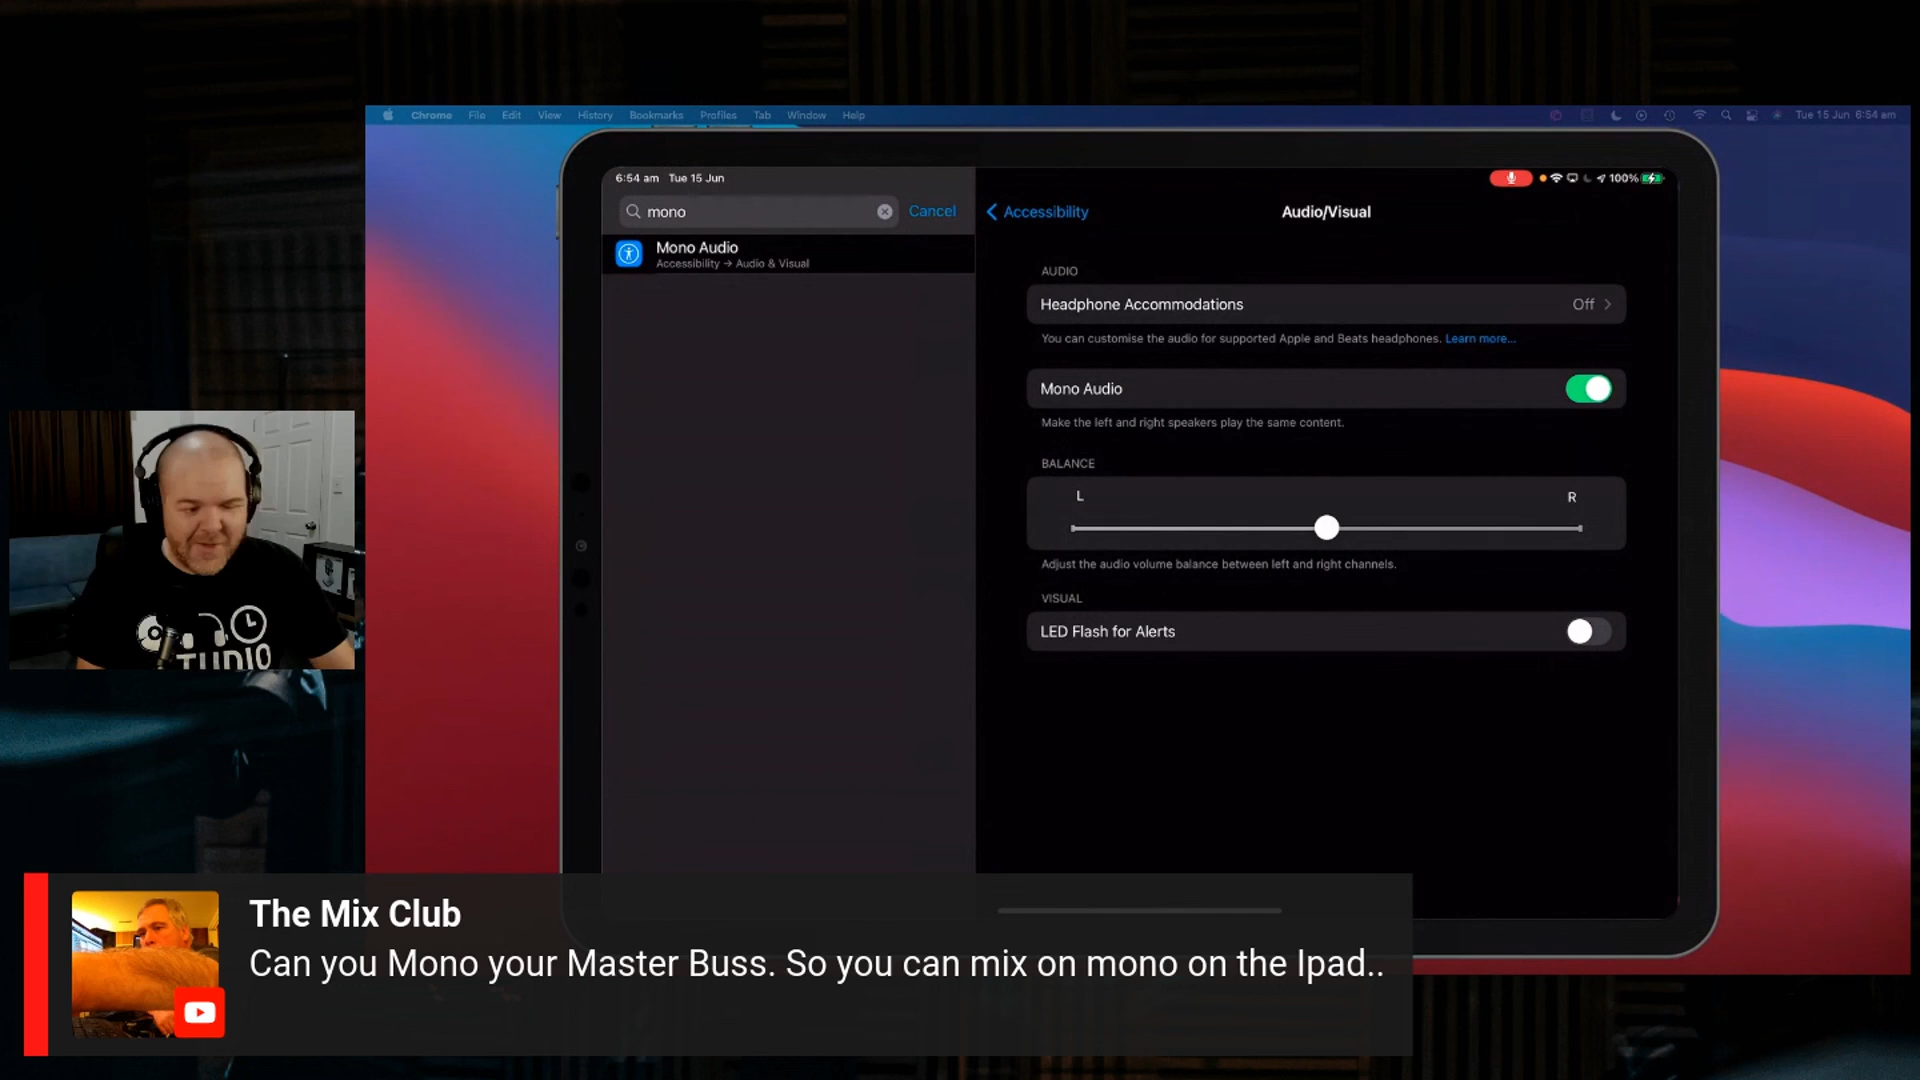 Chrome File Edit View History Bookmarks Profiles Tab Window Help
Tue 15 Jun 6:54 am
6:54 am Tue 15 Jun
100%
mono
Cancel
Mono Audio
Accessibility → Audio & Visual
Accessibility
Audio/Visual
AUDIO
Headphone Accommodations
Off
You can customise the audio for supported Apple and Beats headphones. Learn more...
Mono Audio
Make the left and right speakers play the same content.
BALANCE
L R
Adjust the audio volume balance between left and right channels.
VISUAL
LED Flash for Alerts
The Mix Club
Can you Mono your Master Buss. So you can mix on mono on the Ipad..